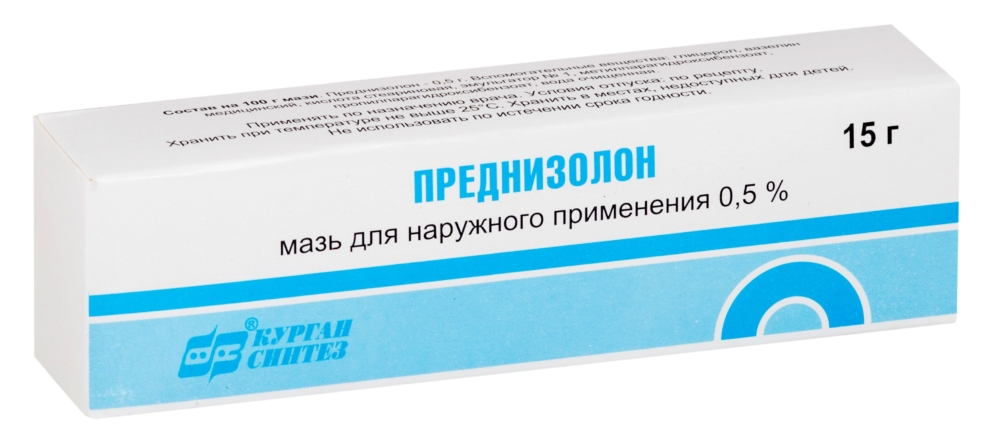 Состав на 100 г мази: Преднизолон - 0,5 г. Вспомогательные вещества: глицерол, вазелин
медицинский, кислота стеариновая, эмульгатор № 1, метилпарагидроксибензоат,
пропилпарагидроксибензоат, вода очищенная.
Применять по назначению врача. Условия отпуска: по рецепту.
Хранить при температуре не выше 25°С. Хранить в местах, недоступных для детей.
Не использовать по истечении срока годности.
15 г
ПРЕДНИЗОЛОН
мазь для наружного применения 0,5 %
®
КУРГАН
СИНТЕЗ